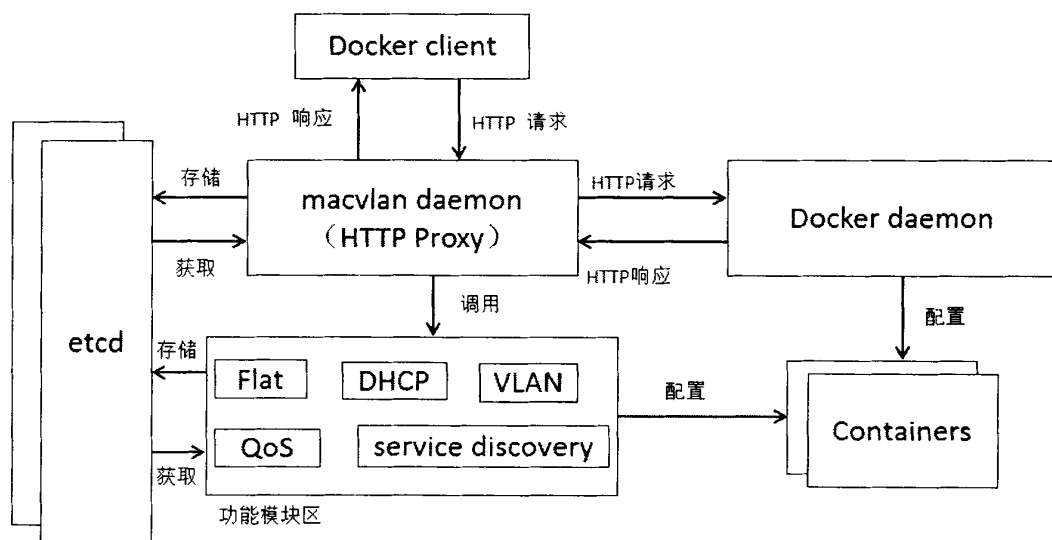 Docker client
HTTP 响应
HTTP 请求
存储
macvlan daemon
（HTTP Proxy）
HTTP请求
Docker daemon
获取
HTTP响应
调用
配置
etcd
存储
Flat
DHCP
VLAN
配置
QoS
service discovery
Containers
获取
功能模块区